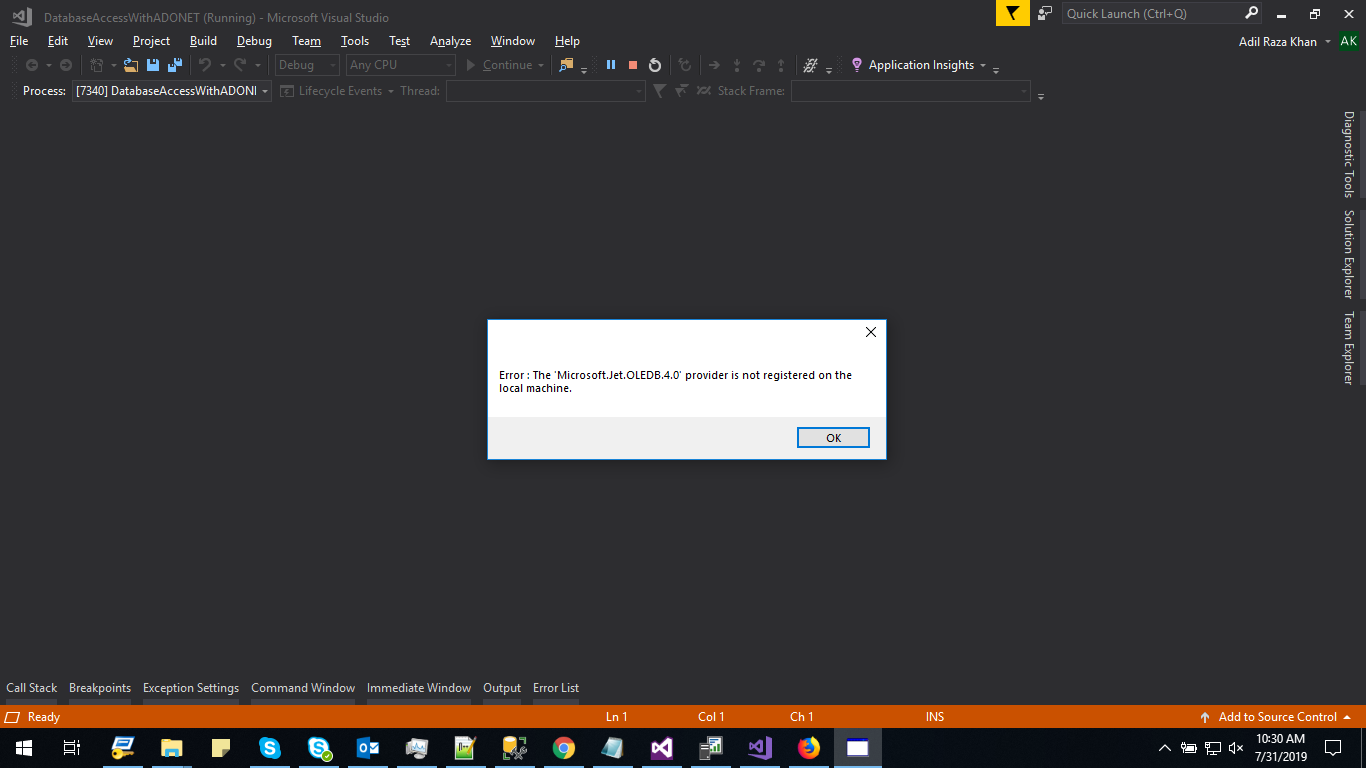 DatabaseAccessWithADONET (Running) - Microsoft Visual Studio
Quick Launch (Ctrl+Q)
File Edit View Project Build Debug Team Tools Test Analyze Window Help
Adil Raza Khan AK
Debug Any CPU Continue Application Insights
Process: [7340] DatabaseAccessWithADONI Lifecycle Events Thread: Stack Frame:
Diagnostic Tools
Solution Explorer
Team Explorer
Error : The 'Microsoft.Jet.OLEDB.4.0' provider is not registered on the
local machine.
OK
Call Stack Breakpoints Exception Settings Command Window Immediate Window Output Error List
Ready Ln 1 Col 1 Ch 1 INS Add to Source Control
10:30 AM
7/31/2019